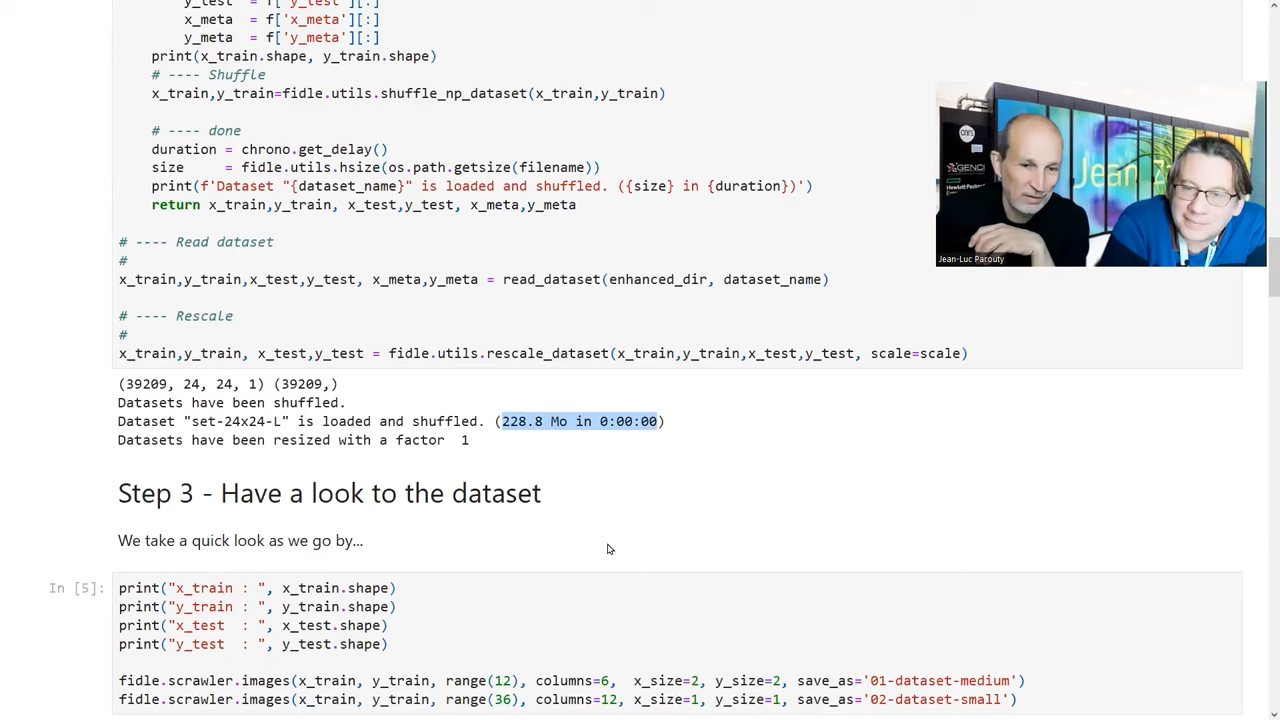 y_test  = f['y_test'][:]
x_meta  = f['x_meta'][:]
y_meta  = f['y_meta'][:]
print(x_train.shape, y_train.shape)
# ---- Shuffle
x_train,y_train=fidle.utils.shuffle_np_dataset(x_train,y_train)
# ---- done
duration = chrono.get_delay()
size     = fidle.utils.hsize(os.path.getsize(filename))
print(f'Dataset "{dataset_name}" is loaded and shuffled. ({size} in {duration})')
return x_train,y_train, x_test,y_test, x_meta,y_meta
# ---- Read dataset
#
x_train,y_train,x_test,y_test, x_meta,y_meta = read_dataset(enhanced_dir, dataset_name)
# ---- Rescale
#
x_train,y_train, x_test,y_test = fidle.utils.rescale_dataset(x_train,y_train,x_test,y_test, scale=scale)
(39209, 24, 24, 1) (39209,)
Datasets have been shuffled.
Dataset "set-24x24-L" is loaded and shuffled. (228.8 Mo in 0:00:00)
Datasets have been resized with a factor  1
Step 3 - Have a look to the dataset
We take a quick look as we go by...
In [5]:
print("x_train : ", x_train.shape)
print("y_train : ", y_train.shape)
print("x_test  : ", x_test.shape)
print("y_test  : ", y_test.shape)
fidle.scrawler.images(x_train, y_train, range(12), columns=6,  x_size=2, y_size=2, save_as='01-dataset-medium')
fidle.scrawler.images(x_train, y_train, range(36), columns=12, x_size=1, y_size=1, save_as='02-dataset-small')
cnrs
GENCI
Hewlett Packard
Jean Z
Jean-Luc Parouty